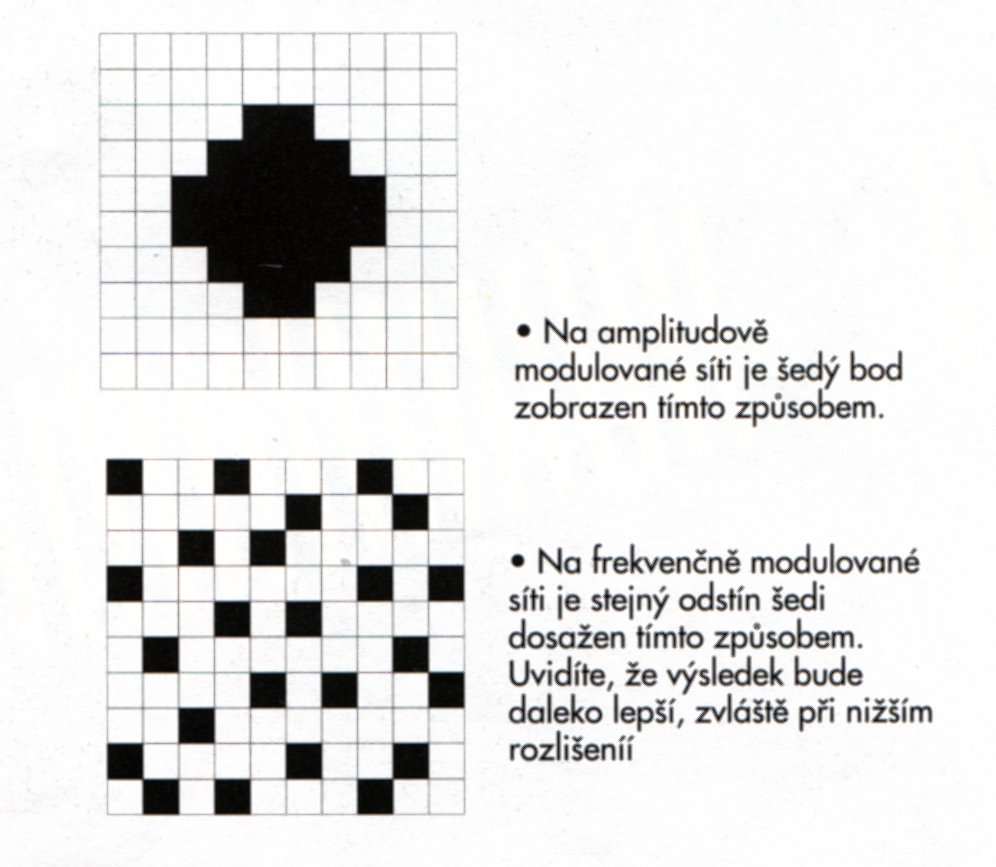 • Na amplitudově
modulované síti je šedý bod
zobrazen tímto způsobem.
• Na frekvenčně modulované
síti je stejný odstín šedi
dosažen tímto způsobem.
Uvidíte, že výsledek bude
daleko lepší, zvláště při nižším
rozlišeníí